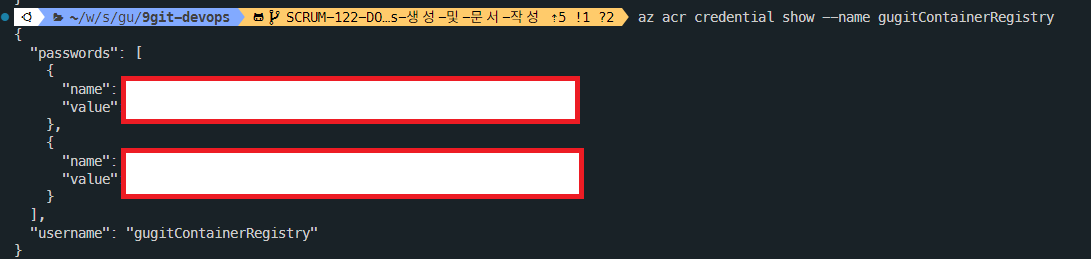 ~/w/s/gu/9git-devops SCRUM-122-DO…s-생성-및-문서-작성 ⇡5 !1 ?2 az acr credential show --name gugitContainerRegistry
{
"passwords": [
{
"name":
"value"
},
{
"name":
"value"
}
],
"username": "gugitContainerRegistry"
}